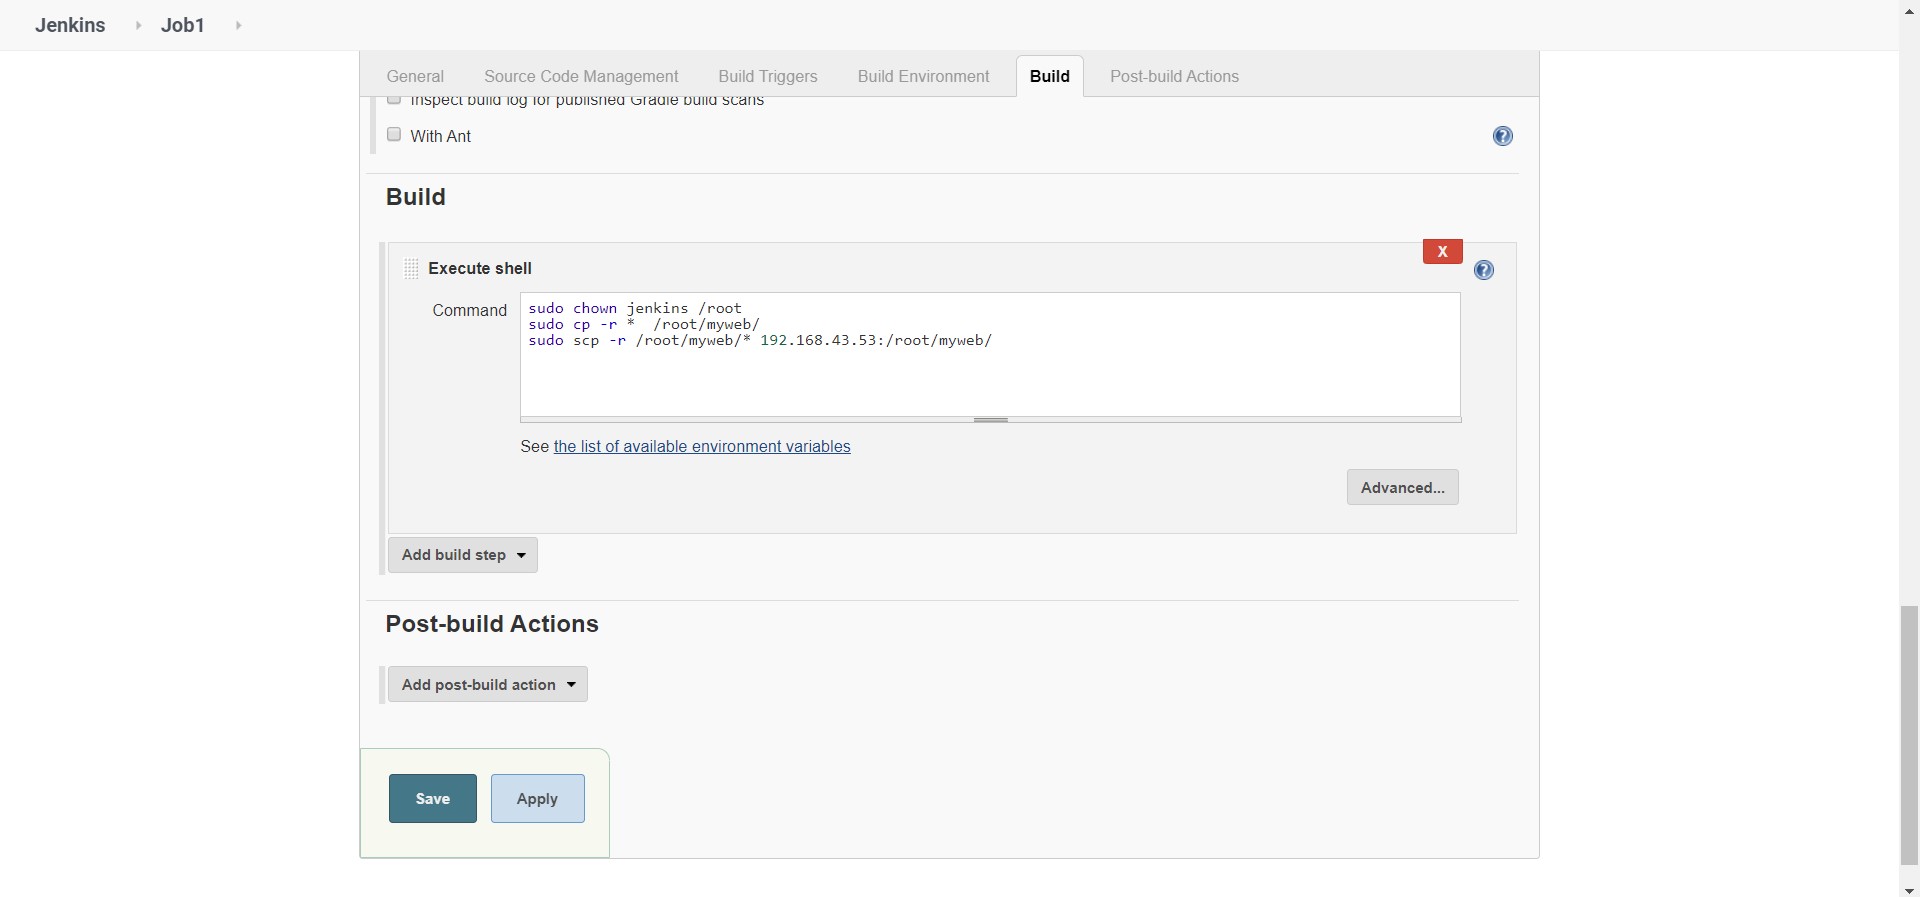 Jenkins Job1
General Source Code Management Build Triggers Build Environment Build Post-build Actions
Inspect build log for published Gradle build scans
With Ant
Build
X
Execute shell
Command
sudo chown jenkins /root
sudo cp -r *  /root/myweb/
sudo scp -r /root/myweb/* 192.168.43.53:/root/myweb/
See the list of available environment variables
Advanced...
Add build step
Post-build Actions
Add post-build action
Save Apply